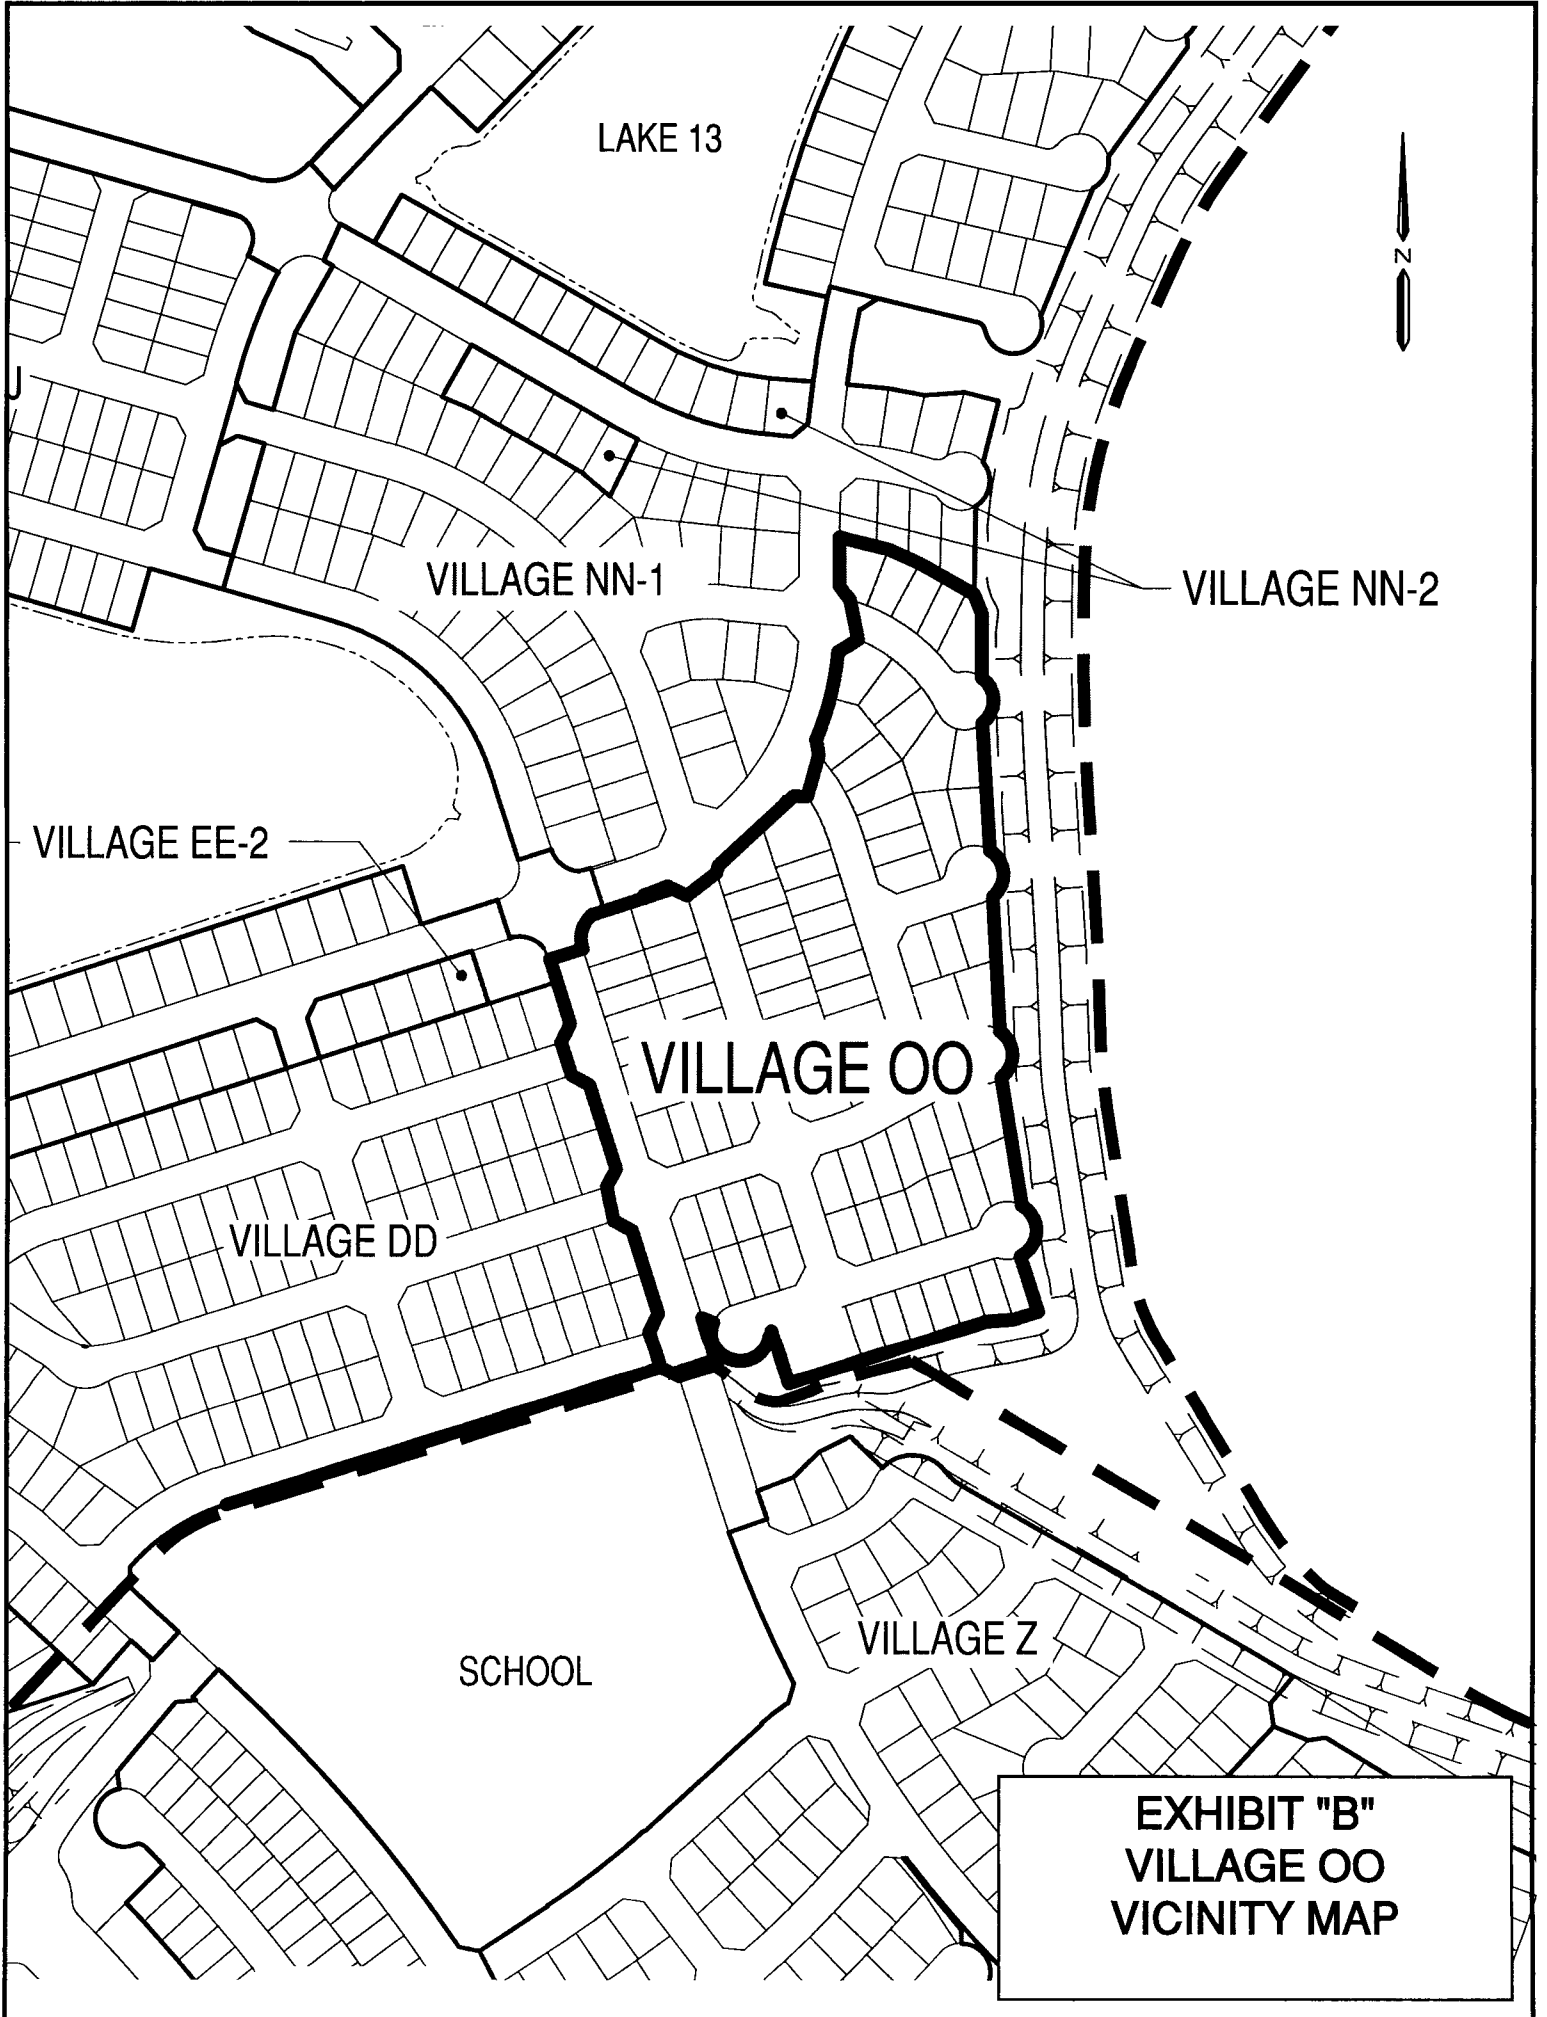 LAKE 13
N
J
VILLAGE NN-1
VILLAGE NN-2
VILLAGE EE-2
VILLAGE OO
VILLAGE DD
VILLAGE Z
SCHOOL
EXHIBIT "B"
VILLAGE OO
VICINITY MAP